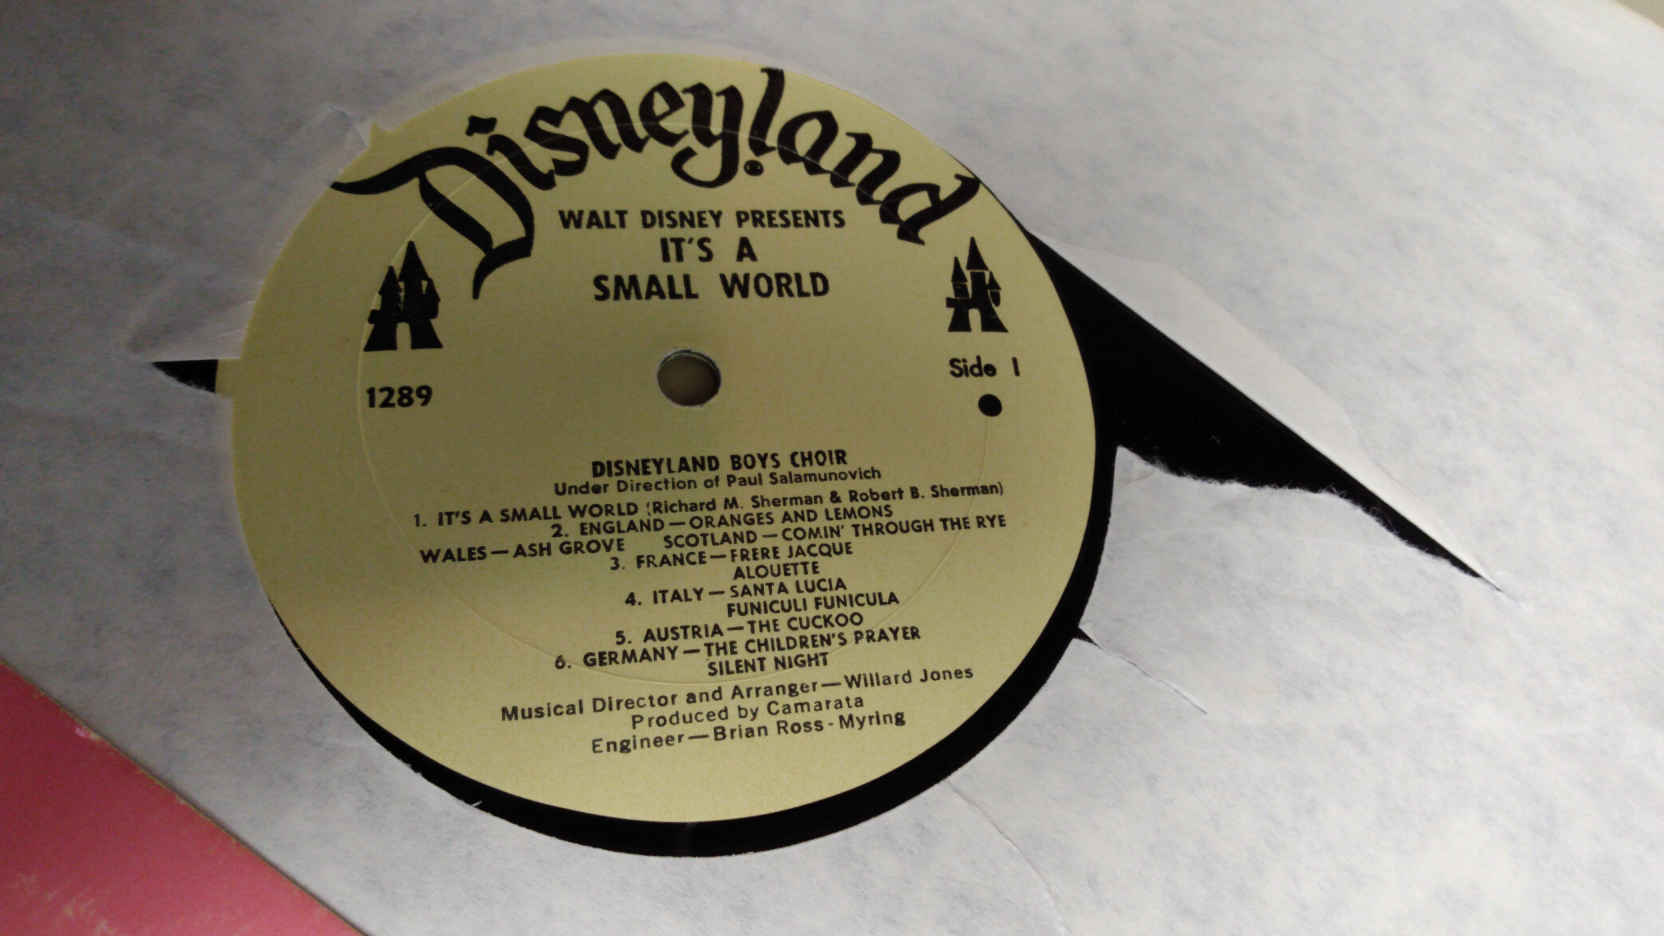 Disneyland
WALT DISNEY PRESENTS
IT'S A
SMALL WORLD
Side 1
1289
DISNEYLAND BOYS CHOIR
Under Direction of Paul Salamunovich
1. IT'S A SMALL WORLD (Richard M. Sherman & Robert B. Sherman)
2. ENGLAND—ORANGES AND LEMONS
WALES—ASH GROVE SCOTLAND—COMIN' THROUGH THE RYE
3. FRANCE—FRERE JACQUE
ALOUETTE
4. ITALY—SANTA LUCIA
FUNICULI FUNICULA
5. AUSTRIA—THE CUCKOO
6. GERMANY—THE CHILDREN'S PRAYER
SILENT NIGHT
Musical Director and Arranger—Willard Jones
Produced by Camarata
Engineer—Brian Ross-Myring